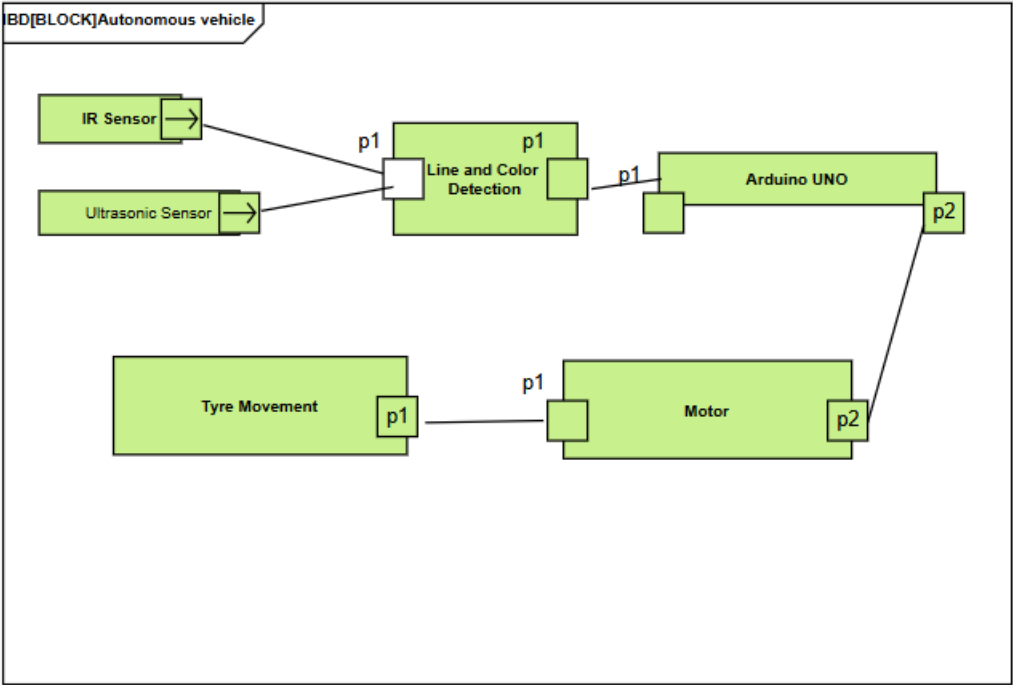 IBD[BLOCK]Autonomous vehicle
IR Sensor
p1
p1
Line and Color
Detection
p1
Arduino UNO
Ultrasonic Sensor
p2
Tyre Movement
p1
p1
Motor
p2